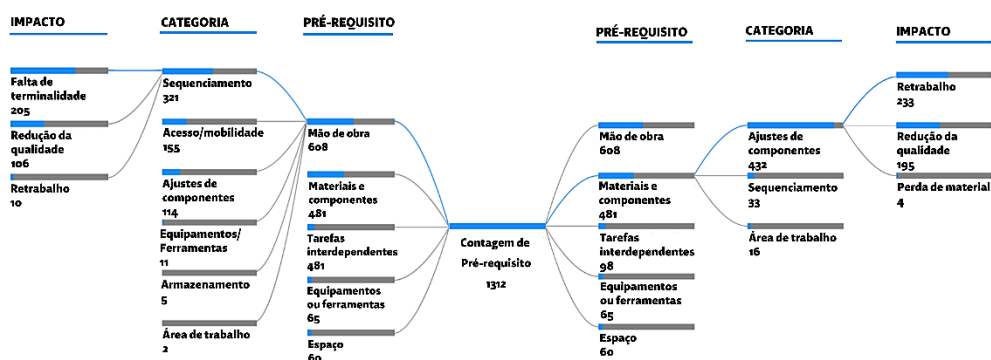 IMPACTO
CATEGORIA
PRÉ-REQUISITO
PRÉ-REQUISITO
CATEGORIA
IMPACTO
Falta de
terminalidade
205
Redução da
qualidade
106
Retrabalho
10
Sequenciamento
321
Acesso/mobilidade
155
Ajustes de
componentes
114
Equipamentos/
Ferramentas
11
Armazenamento
5
Área de trabalho
2
Mão de obra
608
Materiais e
componentes
481
Tarefas
interdependentes
481
Equipamentos
ou ferramentas
65
Espaço
60
Contagem de
Pré-requisito
1312
Mão de obra
608
Materiais e
componentes
481
Tarefas
interdependentes
98
Equipamentos
ou ferramentas
65
Espaço
60
Ajustes de
componentes
432
Sequenciamento
33
Área de trabalho
16
Retrabalho
233
Redução da
qualidade
195
Perda de material
4